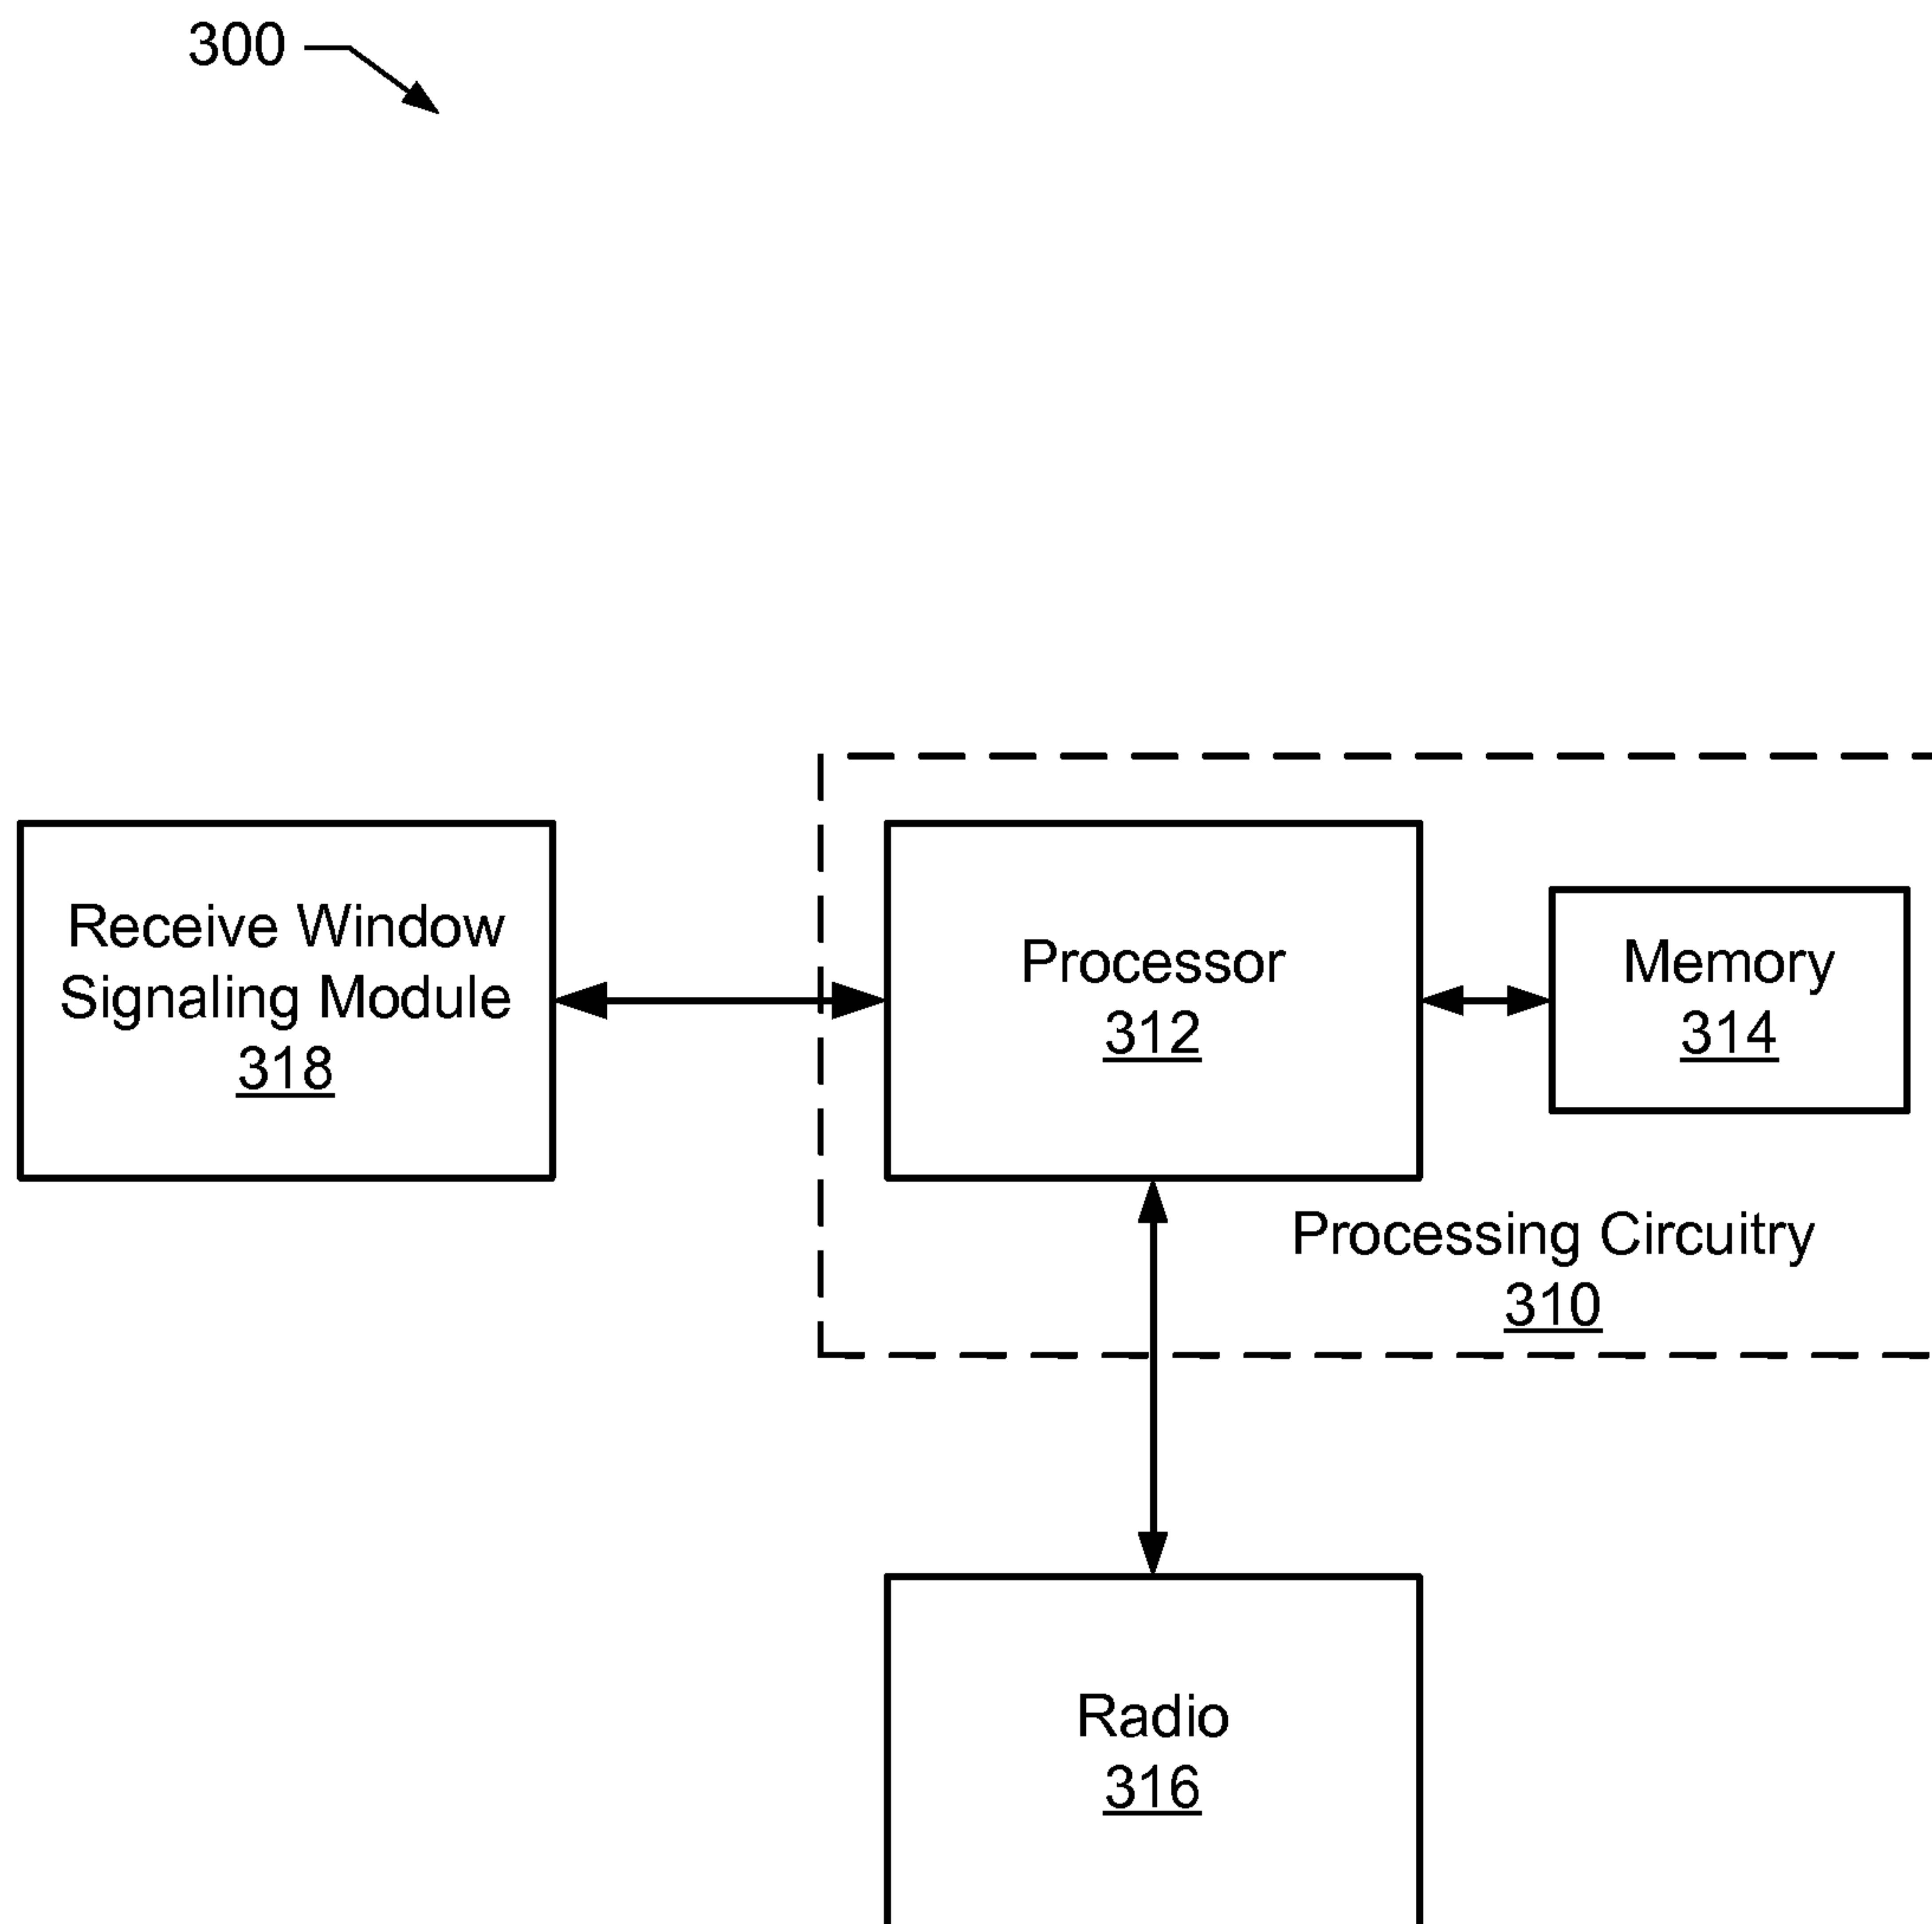 300
Receive Window
Signaling Module
318
Processor
312
Memory
314
Processing Circuitry
310
Radio
316